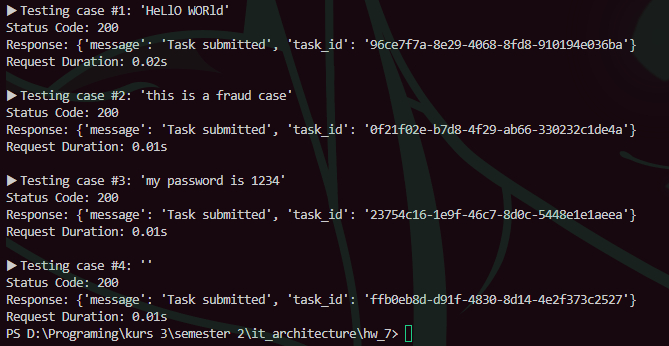 ▶ Testing case #1: 'HeLlO WORld'
Status Code: 200
Response: {'message': 'Task submitted', 'task_id': '96ce7f7a-8e29-4068-8fd8-910194e036ba'}
Request Duration: 0.02s
▶ Testing case #2: 'this is a fraud case'
Status Code: 200
Response: {'message': 'Task submitted', 'task_id': '0f21f02e-b7d8-4f29-ab66-330232c1de4a'}
Request Duration: 0.01s
▶ Testing case #3: 'my password is 1234'
Status Code: 200
Response: {'message': 'Task submitted', 'task_id': '23754c16-1e9f-46c7-8d0c-5448e1e1aeea'}
Request Duration: 0.01s
▶ Testing case #4: ''
Status Code: 200
Response: {'message': 'Task submitted', 'task_id': 'ffb0eb8d-d91f-4830-8d14-4e2f373c2527'}
Request Duration: 0.01s
PS D:\Programing\kurs 3\semester 2\it_architecture\hw_7>